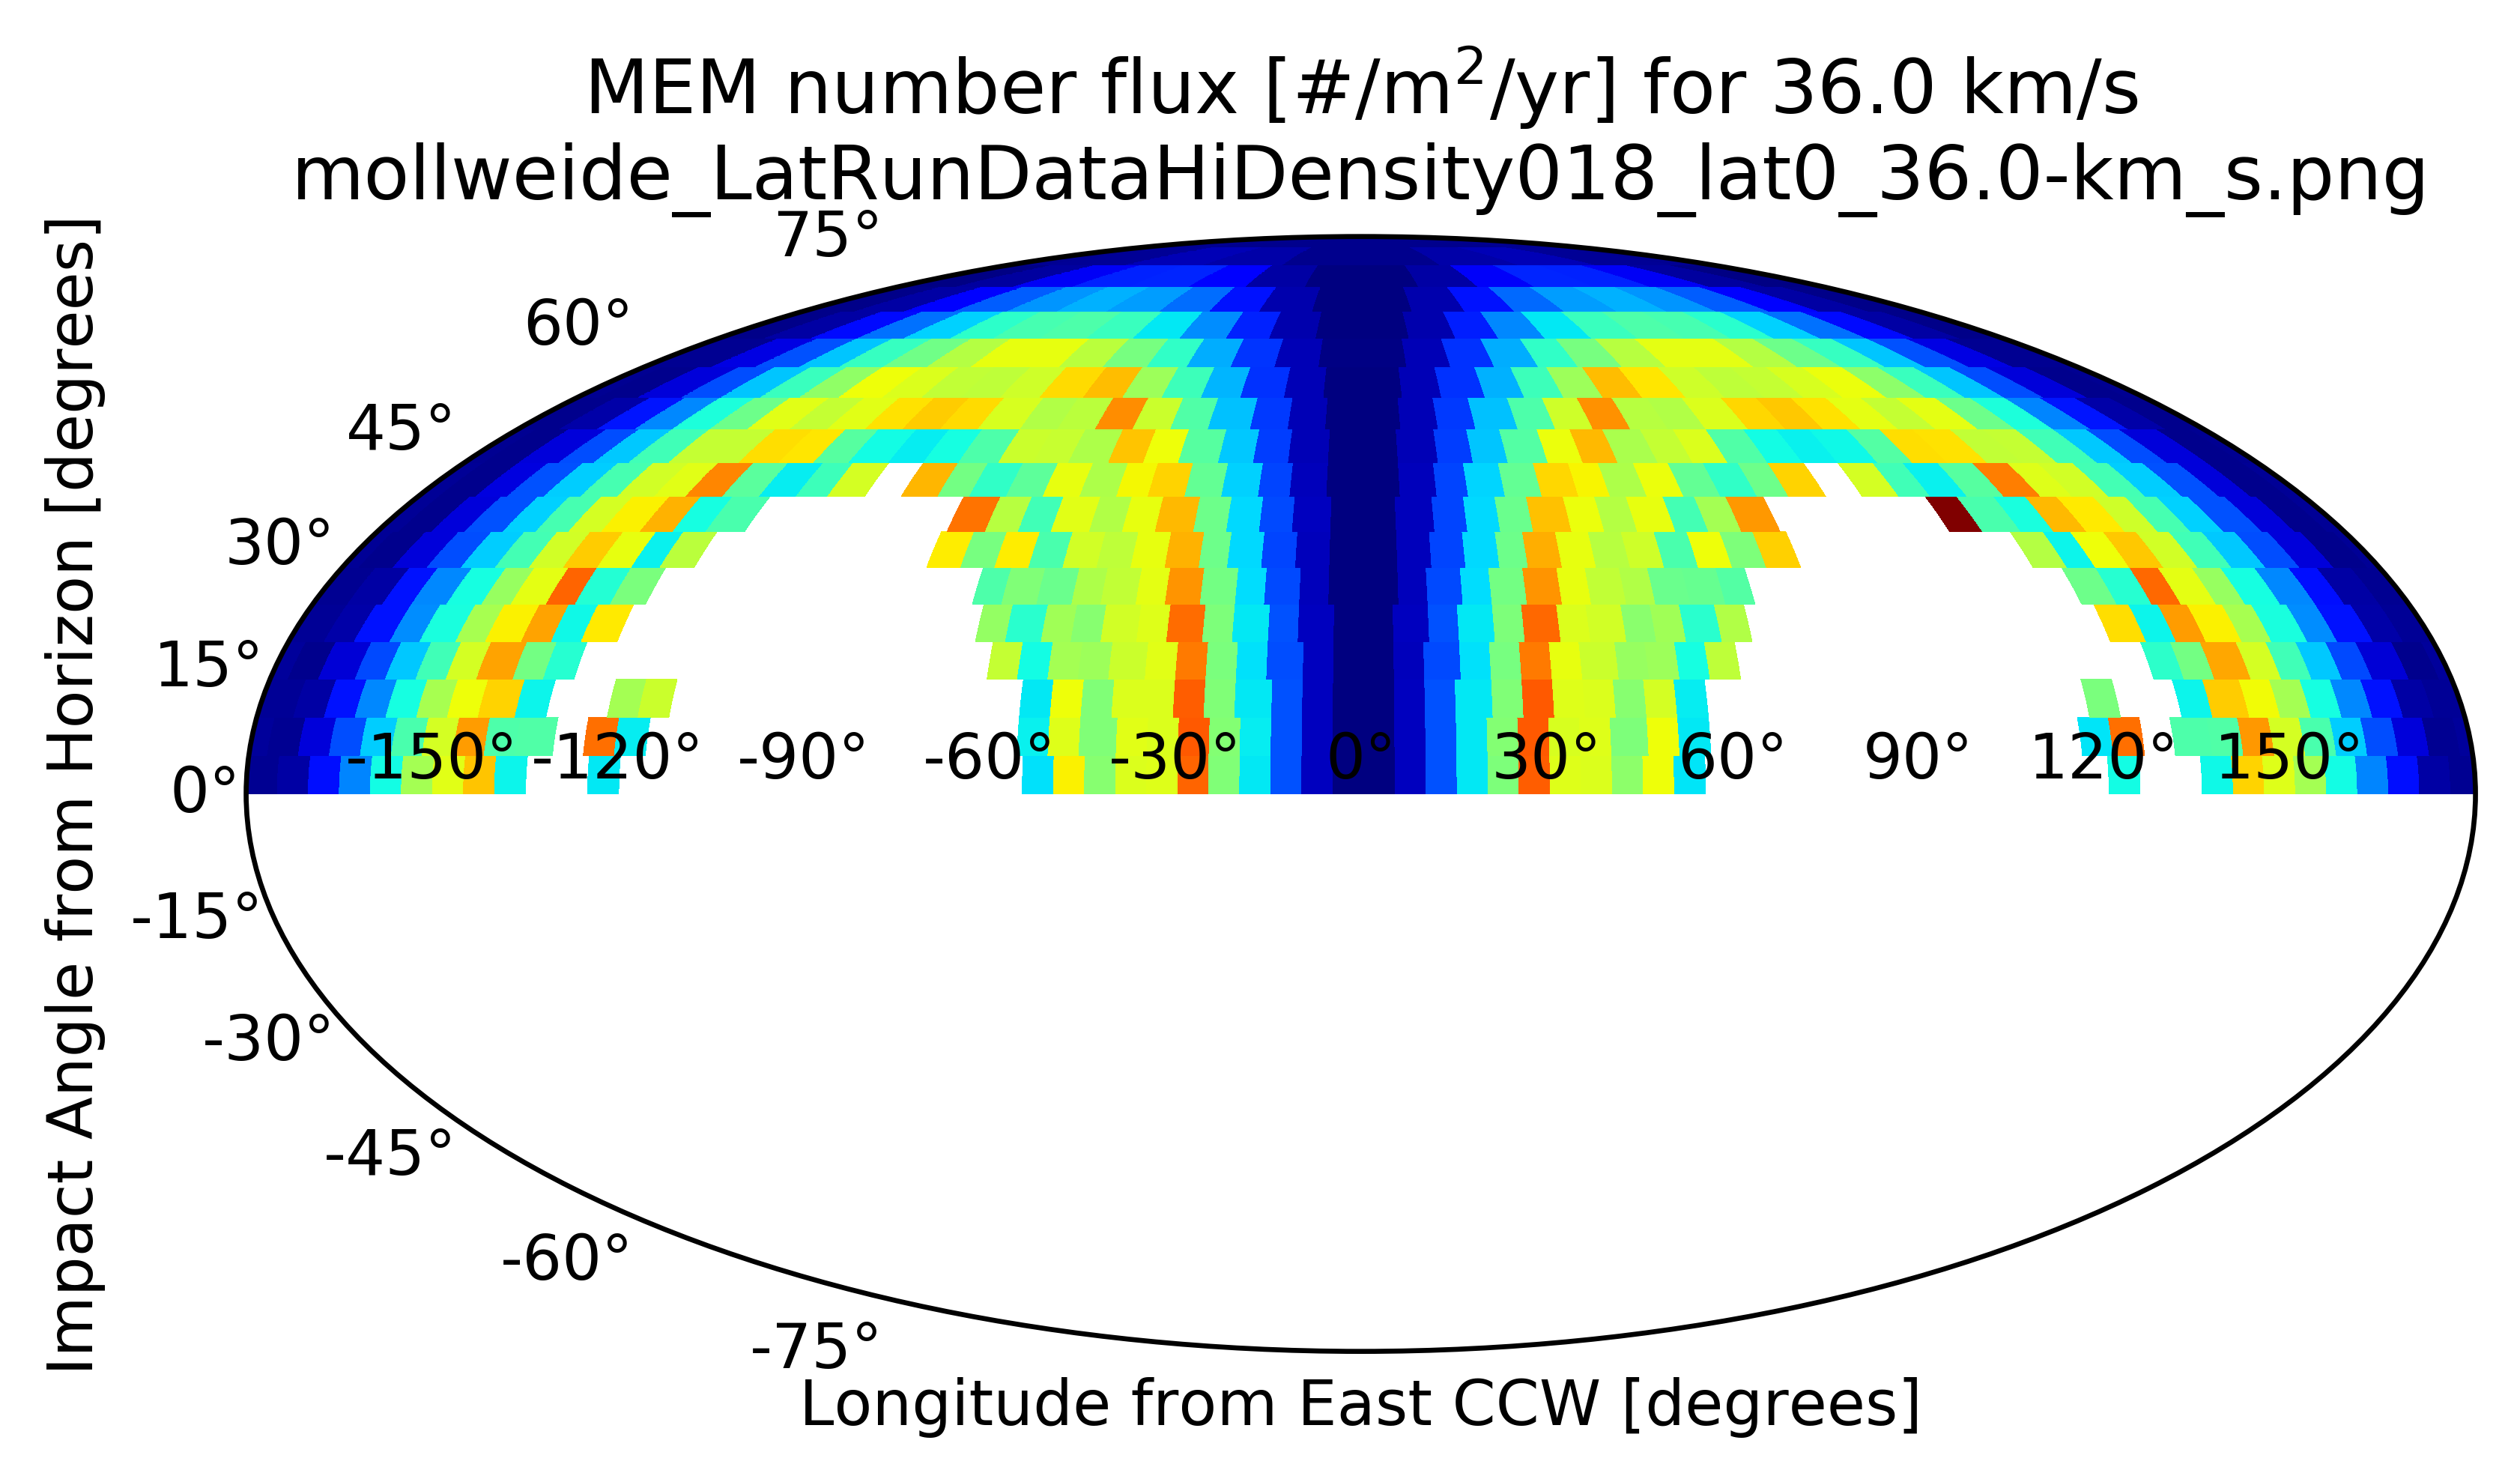 MEM number flux [#/m²/yr] for 36.0 km/s
mollweide_LatRunDataHiDensity018_lat0_36.0-km_s.png
Impact Angle from Horizon [degrees]
75°
60°
45°
30°
15°
0°
-15°
-30°
-45°
-60°
-75°
-150° -120° -90° -60° -30° 0° 30° 60° 90° 120° 150°
Longitude from East CCW [degrees]